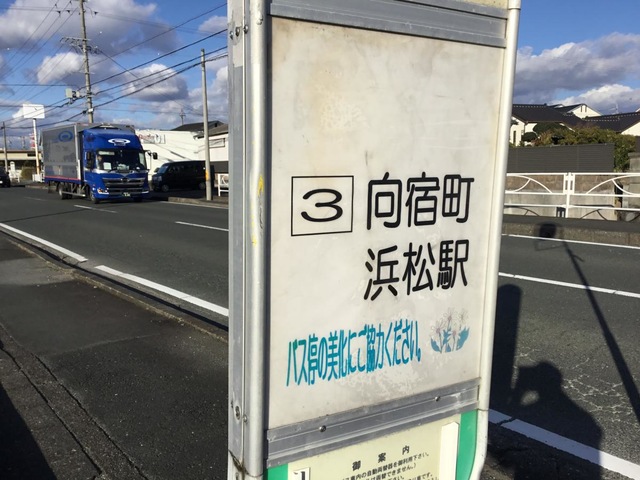 3 向宿町
浜松駅
バス停の美化にご協力ください。
御案内